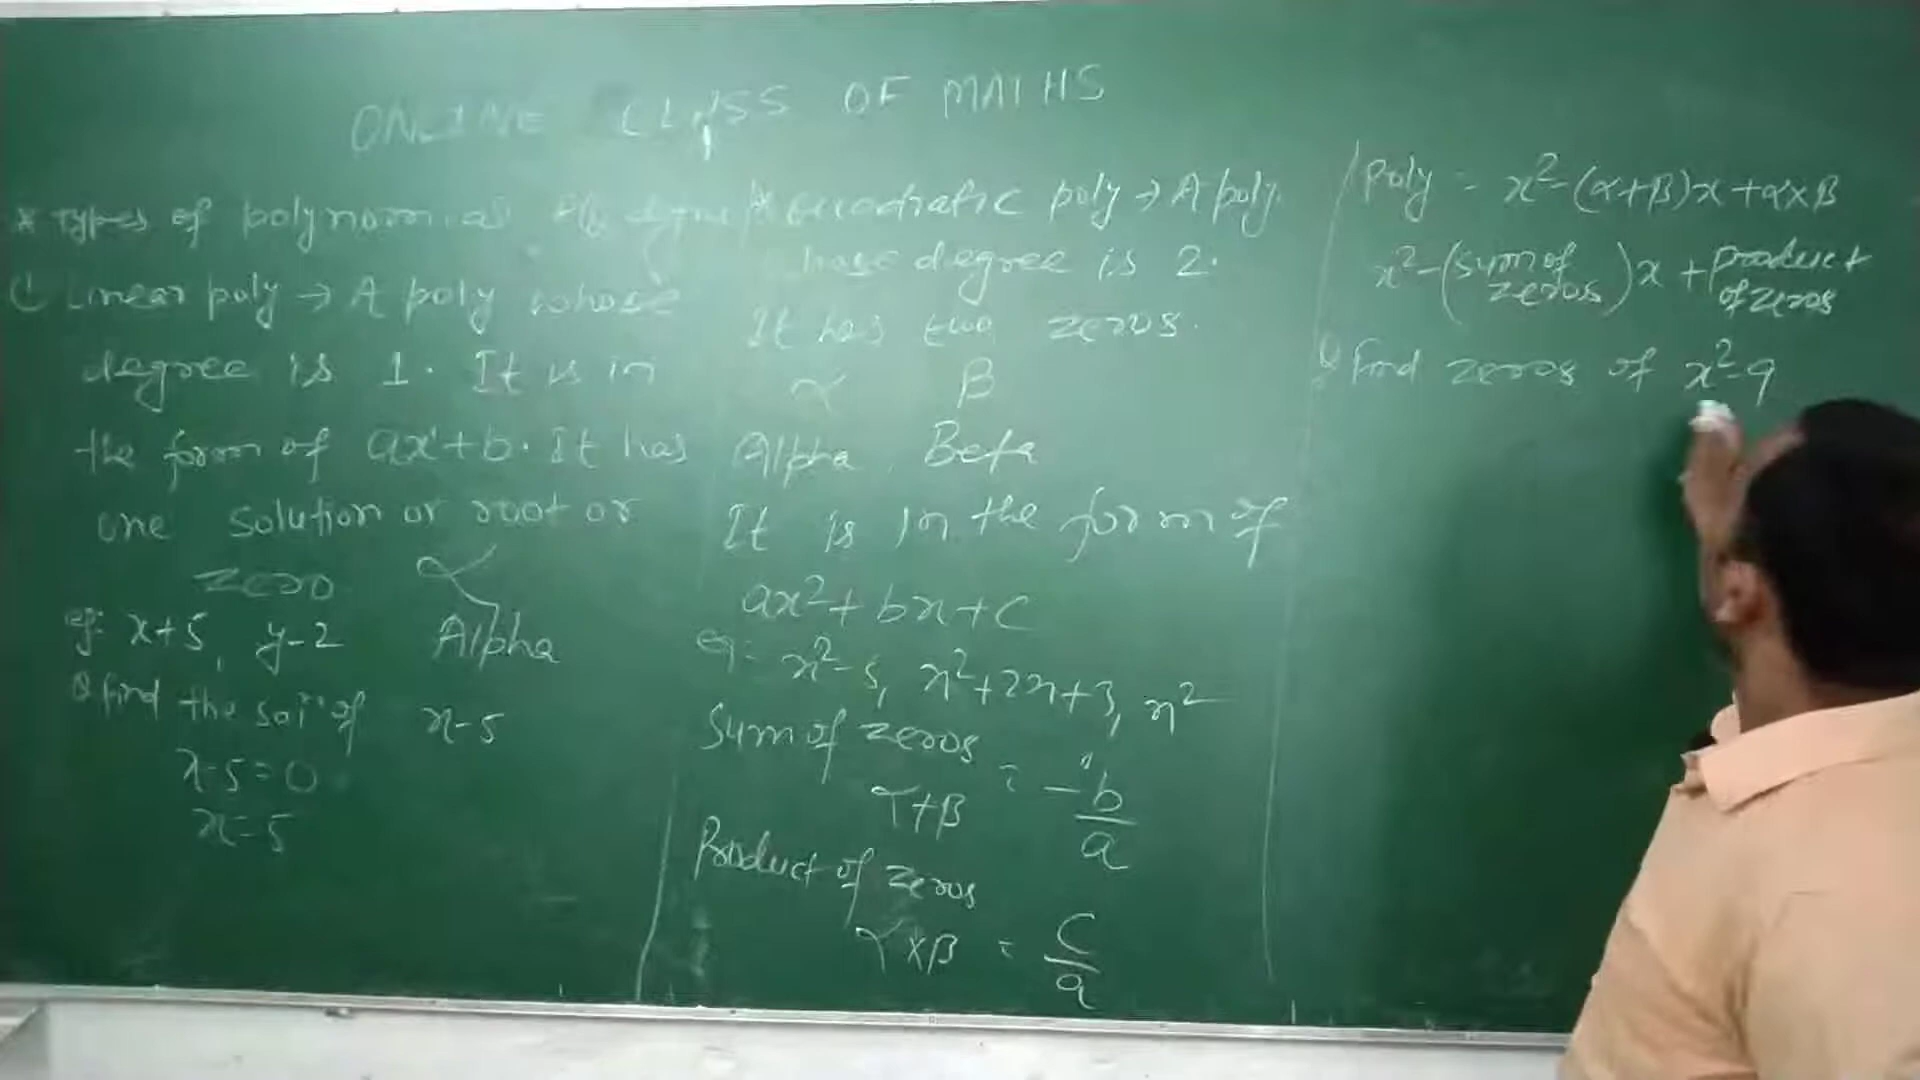 ONLINE CLASS OF MATHS
* Types of polynomial degree
(1 Linear poly → A poly whose
degree is 1. It is in
the form of ax¹+b. It has
one solution or root or
zero α
eg: x+5, y-2 Alpha
Q find the sol'' of x-5
x-5=0
x=5
* Quadratic poly → A poly.
whose degree is 2.
It has two zeros.
α β
Alpha, Beta
It is in the form of
ax²+bx+c
eg:- x²-5, x²+2x+3, x²
Sum of zeros
α+β = -b/a
Product of zeros
α×β = c/a
Poly = x²-(α+β)x+α×β
x²-(sum of zeros)x + product of zeros
Q Find zeros of x²-9